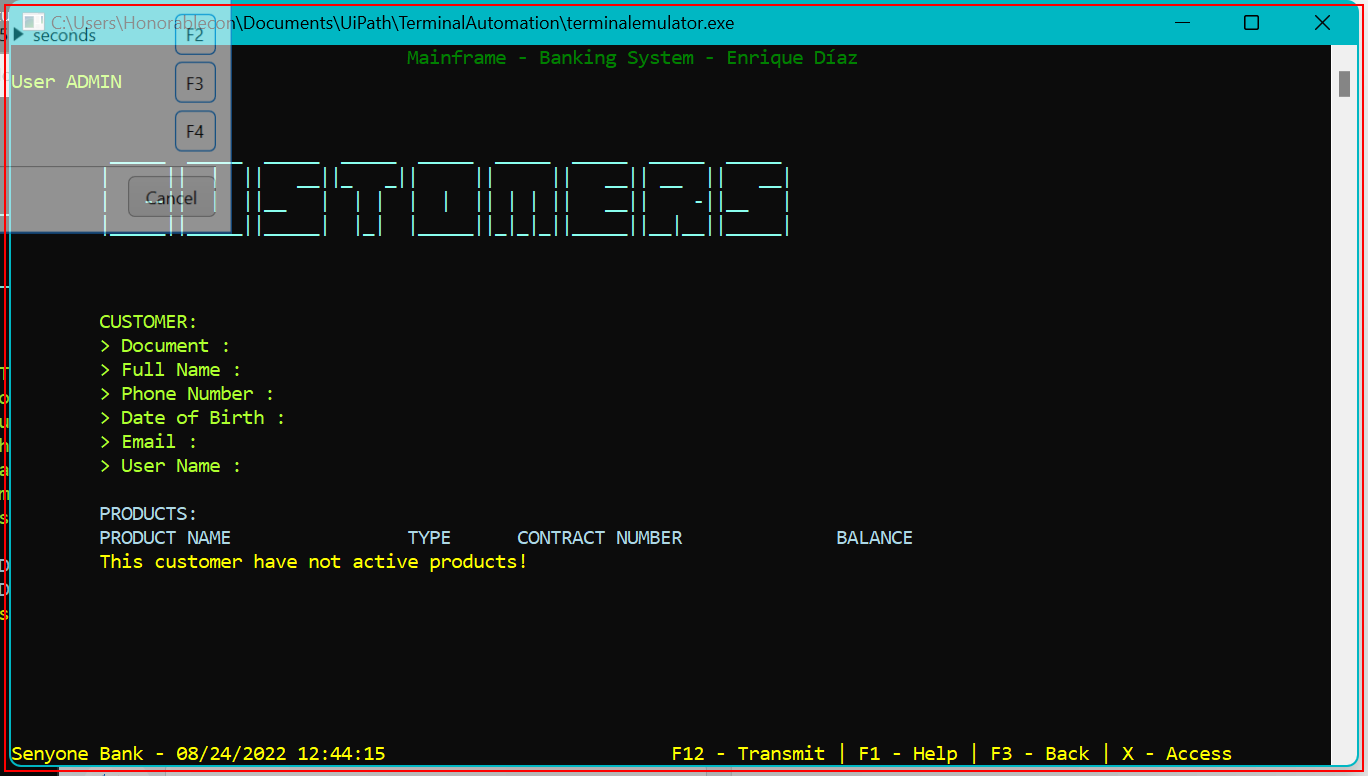 C:\Users\Honorablecon\Documents\UiPath\TerminalAutomation\terminalemulator.exe
seconds
F2
Mainframe - Banking System - Enrique Díaz
User ADMIN
F3
F4
CUSTOMERS
Cancel
CUSTOMER:
> Document :
> Full Name :
> Phone Number :
> Date of Birth :
> Email :
> User Name :
PRODUCTS:
PRODUCT NAME TYPE CONTRACT NUMBER BALANCE
This customer have not active products!
Senyone Bank - 08/24/2022 12:44:15 F12 - Transmit | F1 - Help | F3 - Back | X - Access